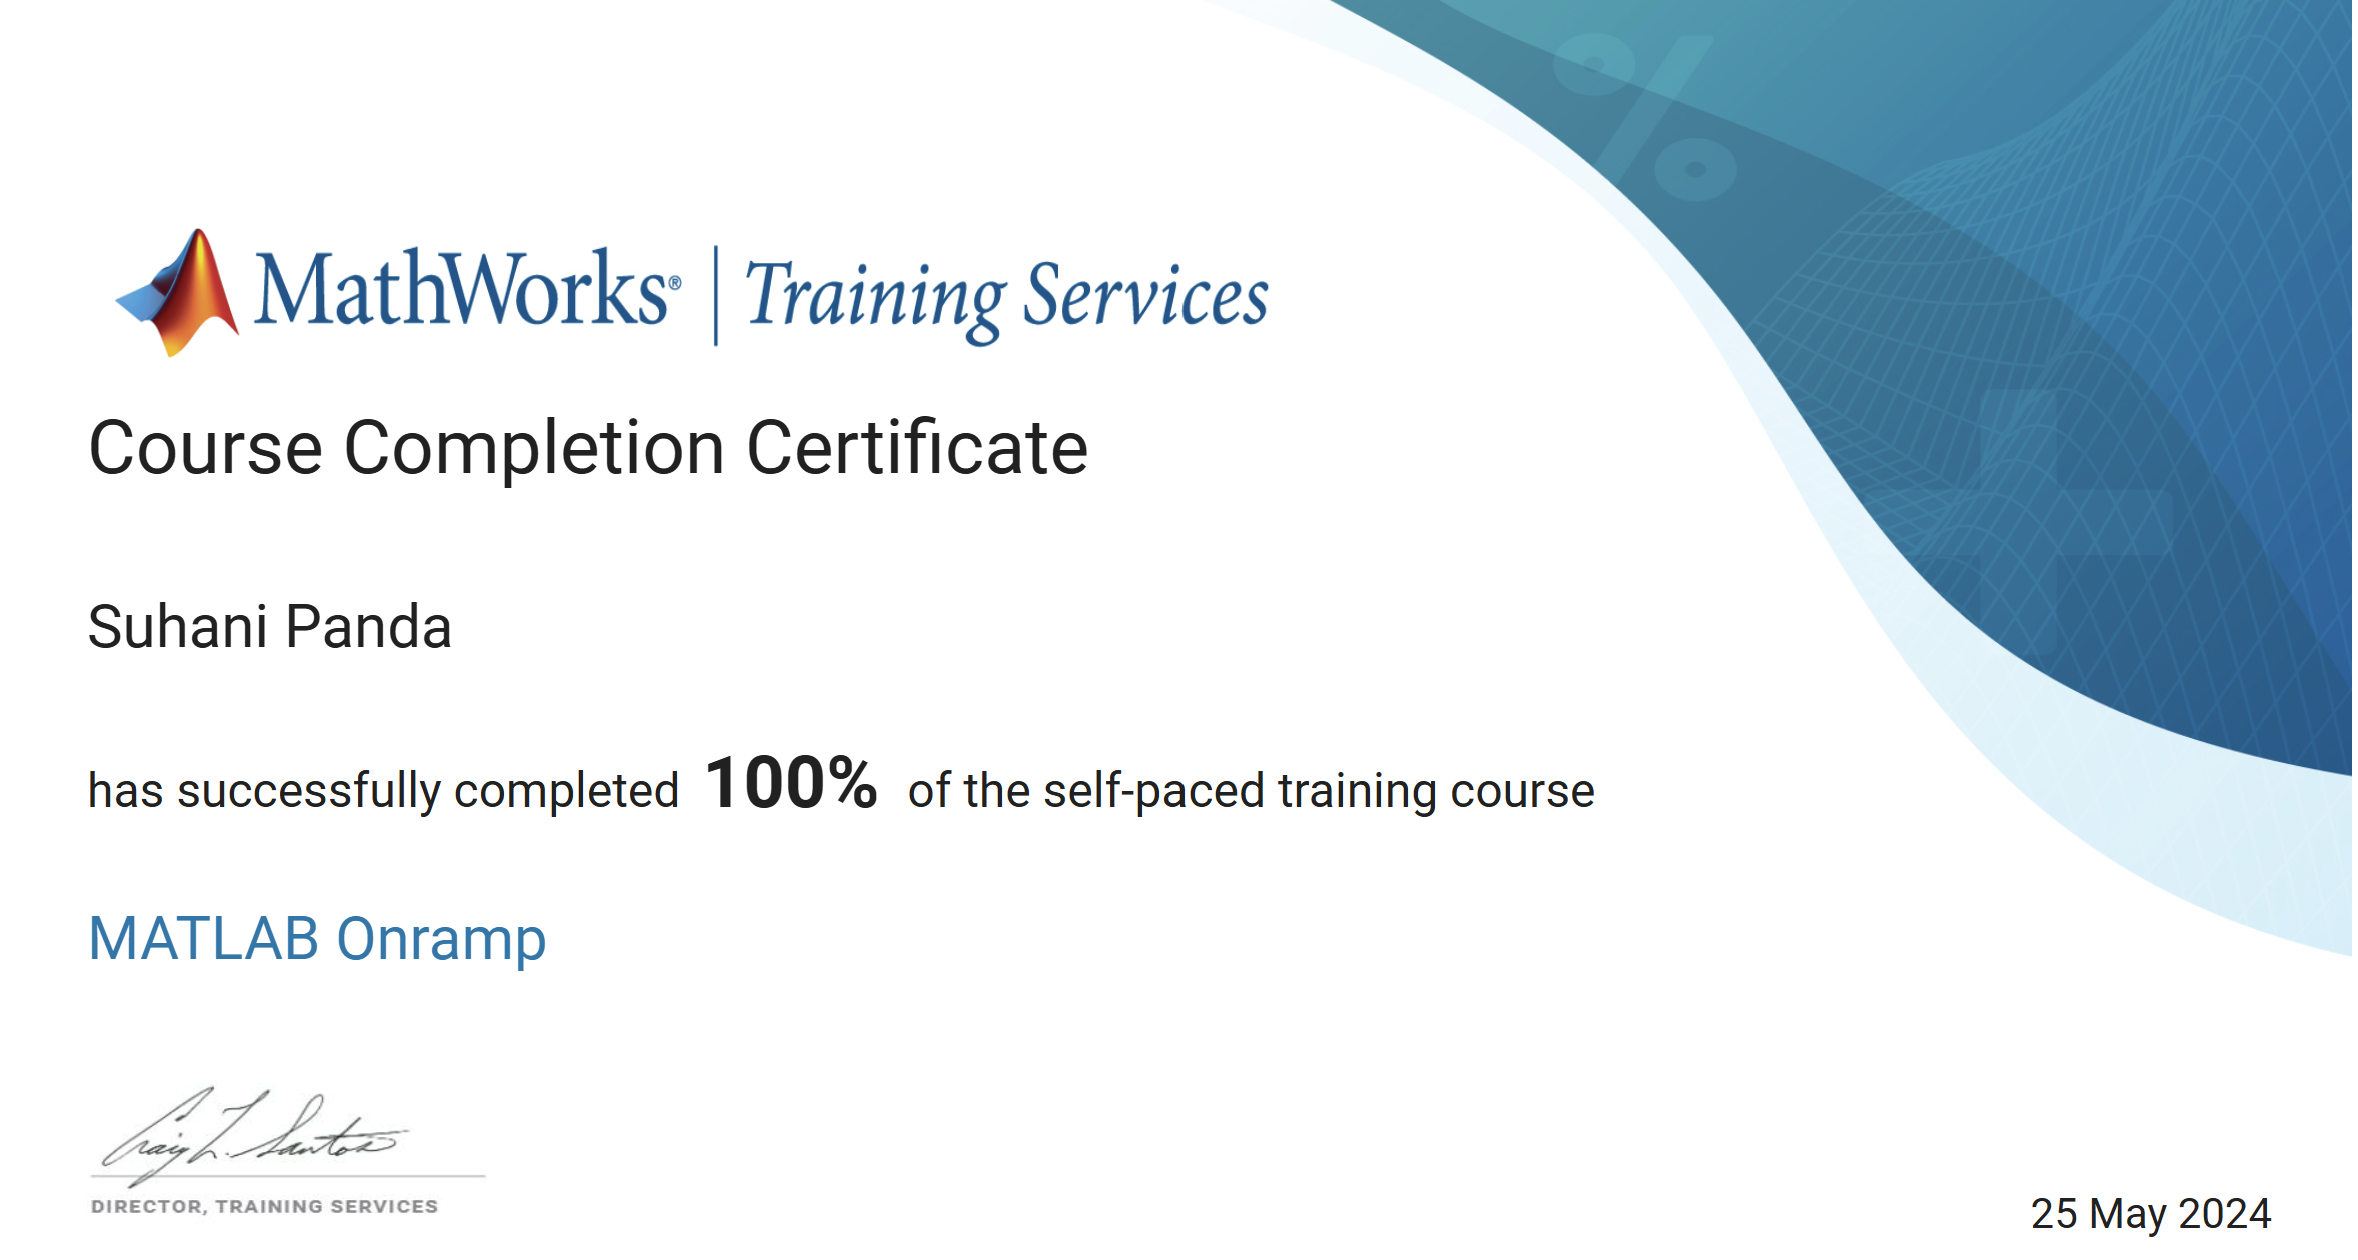 MathWorks® | Training Services
Course Completion Certificate
Suhani Panda
has successfully completed 100% of the self-paced training course
MATLAB Onramp
Craig L. Santos
DIRECTOR, TRAINING SERVICES
25 May 2024